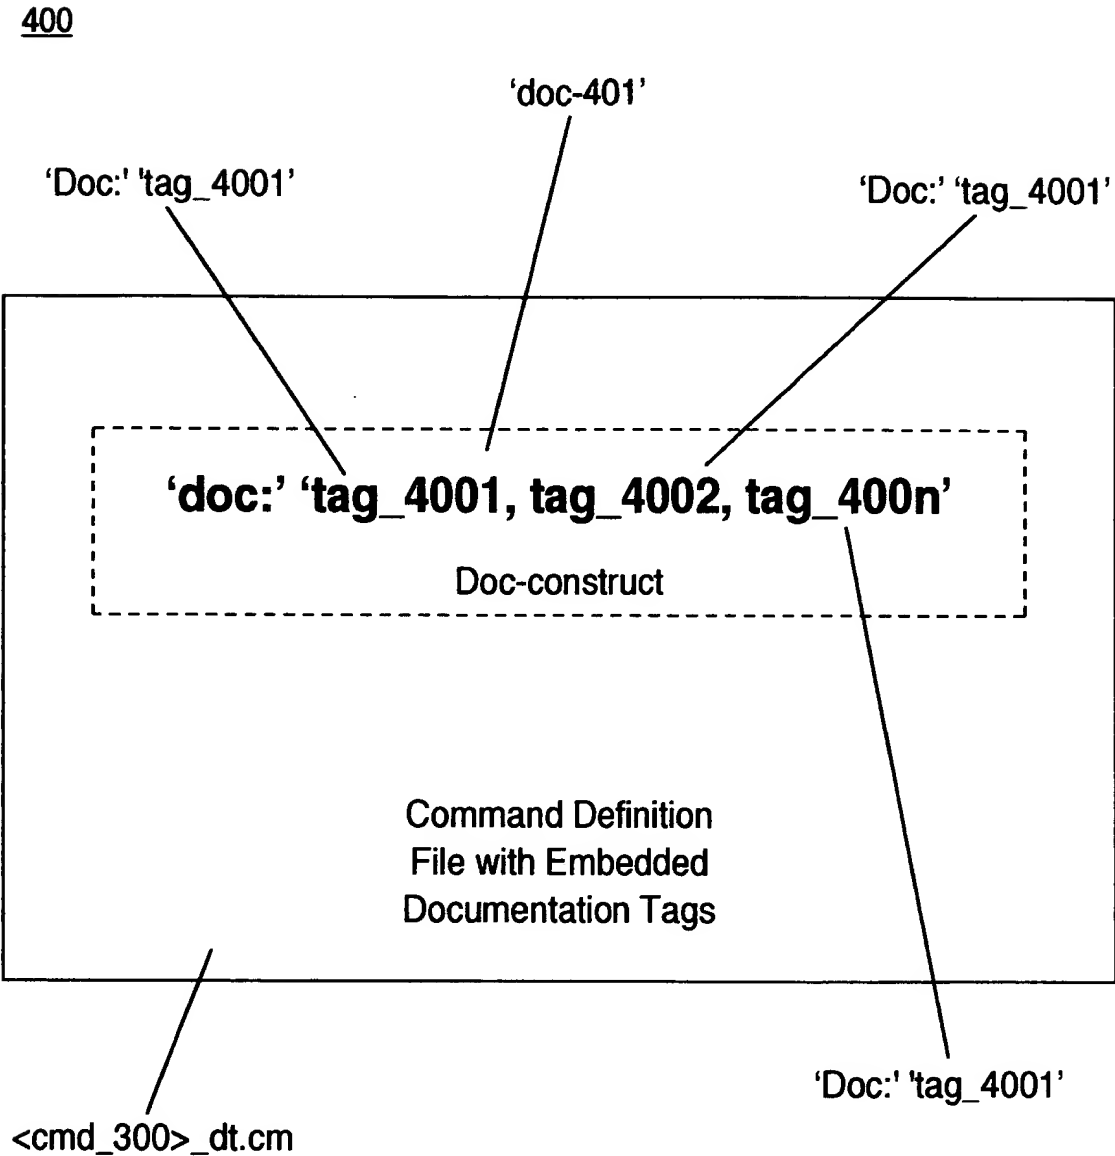 400
‘doc-401’
‘Doc:' 'tag_4001’
‘Doc:’ ‘tag_4001’
‘doc:’ ‘tag_4001, tag_4002, tag_400n’
Doc-construct
Command Definition
File with Embedded
Documentation Tags
‘Doc:' 'tag_4001’
<cmd_300>_dt.cm